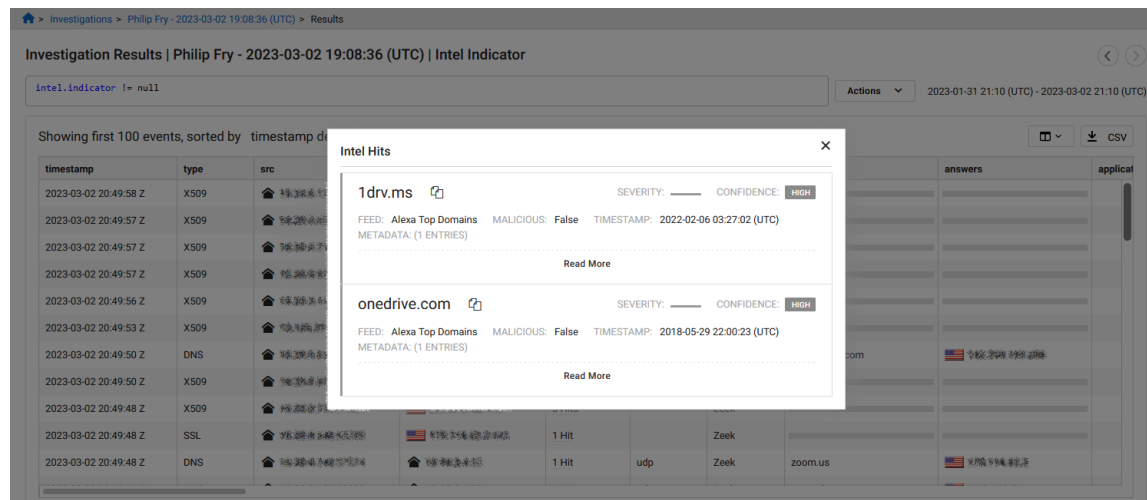 > Investigations > Philip Fry - 2023-03-02 19:08:36 (UTC) > Results
Investigation Results | Philip Fry - 2023-03-02 19:08:36 (UTC) | Intel Indicator
intel.indicator != null
Actions
2023-01-31 21:10 (UTC) - 2023-03-02 21:10 (UTC)
Showing first 100 events, sorted by timestamp de
CSV
Intel Hits
1drv.ms
SEVERITY: CONFIDENCE: HIGH
FEED: Alexa Top Domains MALICIOUS: False TIMESTAMP: 2022-02-06 03:27:02 (UTC)
METADATA: (1 ENTRIES)
Read More
onedrive.com
SEVERITY: CONFIDENCE: HIGH
FEED: Alexa Top Domains MALICIOUS: False TIMESTAMP: 2018-05-29 22:00:23 (UTC)
METADATA: (1 ENTRIES)
Read More
timestamp type src answers applicat
2023-03-02 20:49:58 Z X509
2023-03-02 20:49:57 Z X509
2023-03-02 20:49:57 Z X509
2023-03-02 20:49:57 Z X509
2023-03-02 20:49:56 Z X509
2023-03-02 20:49:53 Z X509
2023-03-02 20:49:50 Z DNS com
2023-03-02 20:49:50 Z X509
2023-03-02 20:49:48 Z X509
2023-03-02 20:49:48 Z SSL 1 Hit Zeek
2023-03-02 20:49:48 Z DNS 1 Hit udp Zeek zoom.us